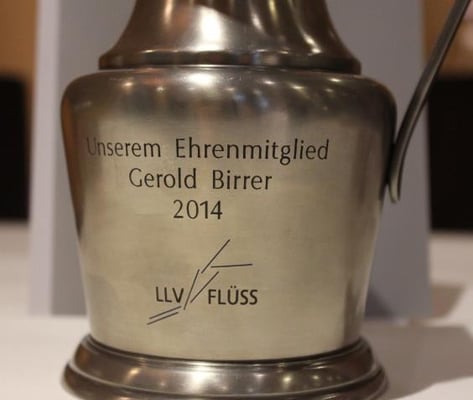 Unserem Ehrenmitglied
Gerold Birrer
2014
LLV FLÜSS